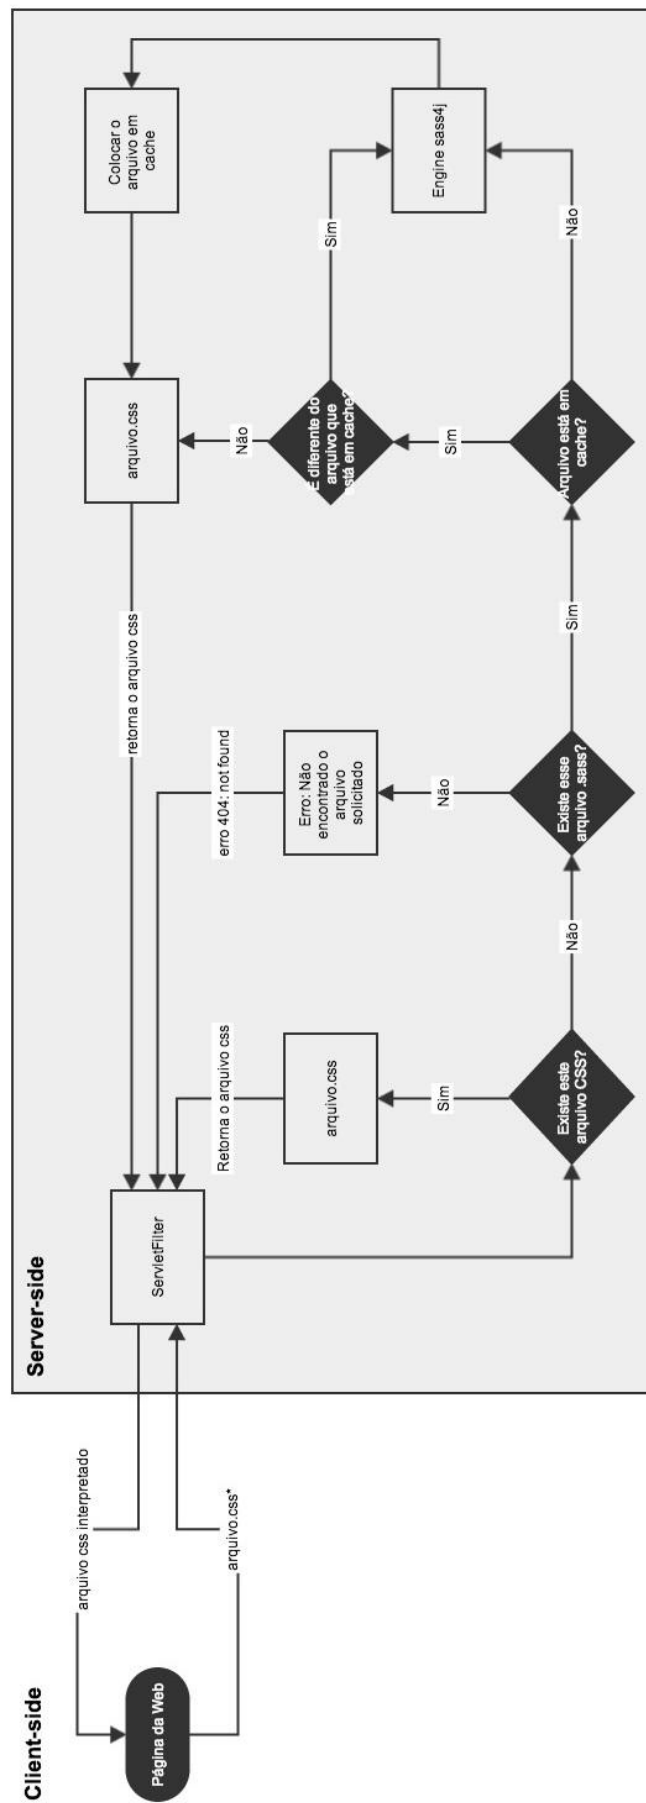 Client-side
Página da Web
arquivo css interpretado
arquivo.css*
Server-side
ServletFilter
Retorna o arquivo css
erro 404: not found
retorna o arquivo css
arquivo.css
Existe este
arquivo CSS?
Sim
Não
Erro: Não
encontrado o
arquivo
solicitado
Não
Existe esse
arquivo .sass?
Sim
arquivo.css
Não
É diferente do
arquivo que
está em cache?
Sim
Arquivo está em
cache?
Sim
Não
Colocar o
arquivo em
cache
Engine sass4j